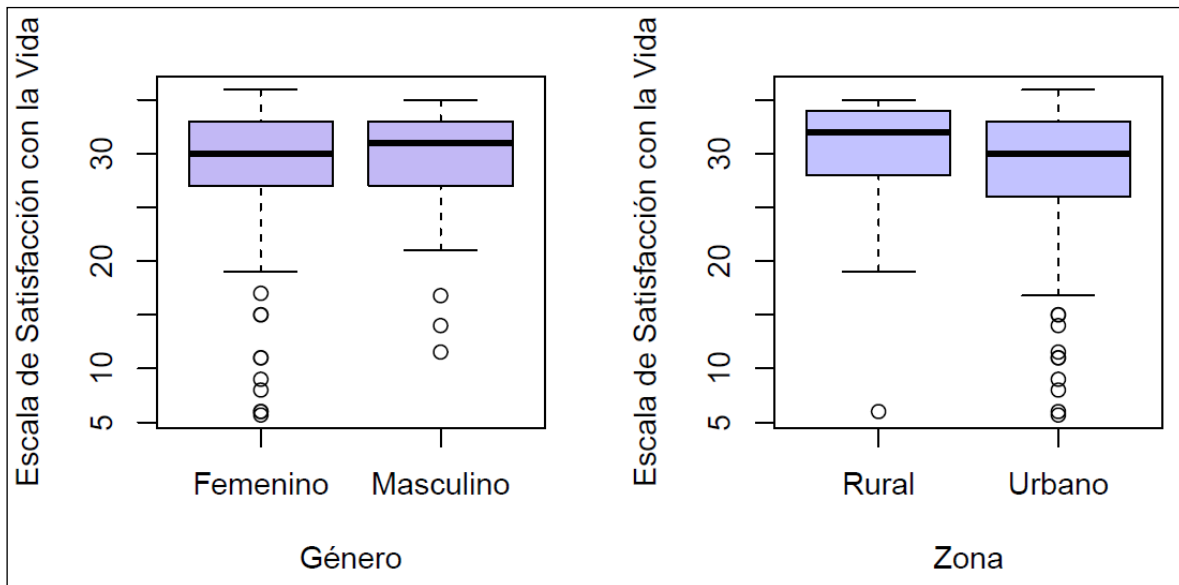 Escala de Satisfacción con la Vida
30
20
10
5
Femenino
Masculino
Género
Escala de Satisfacción con la Vida
30
20
10
5
Rural
Urbano
Zona